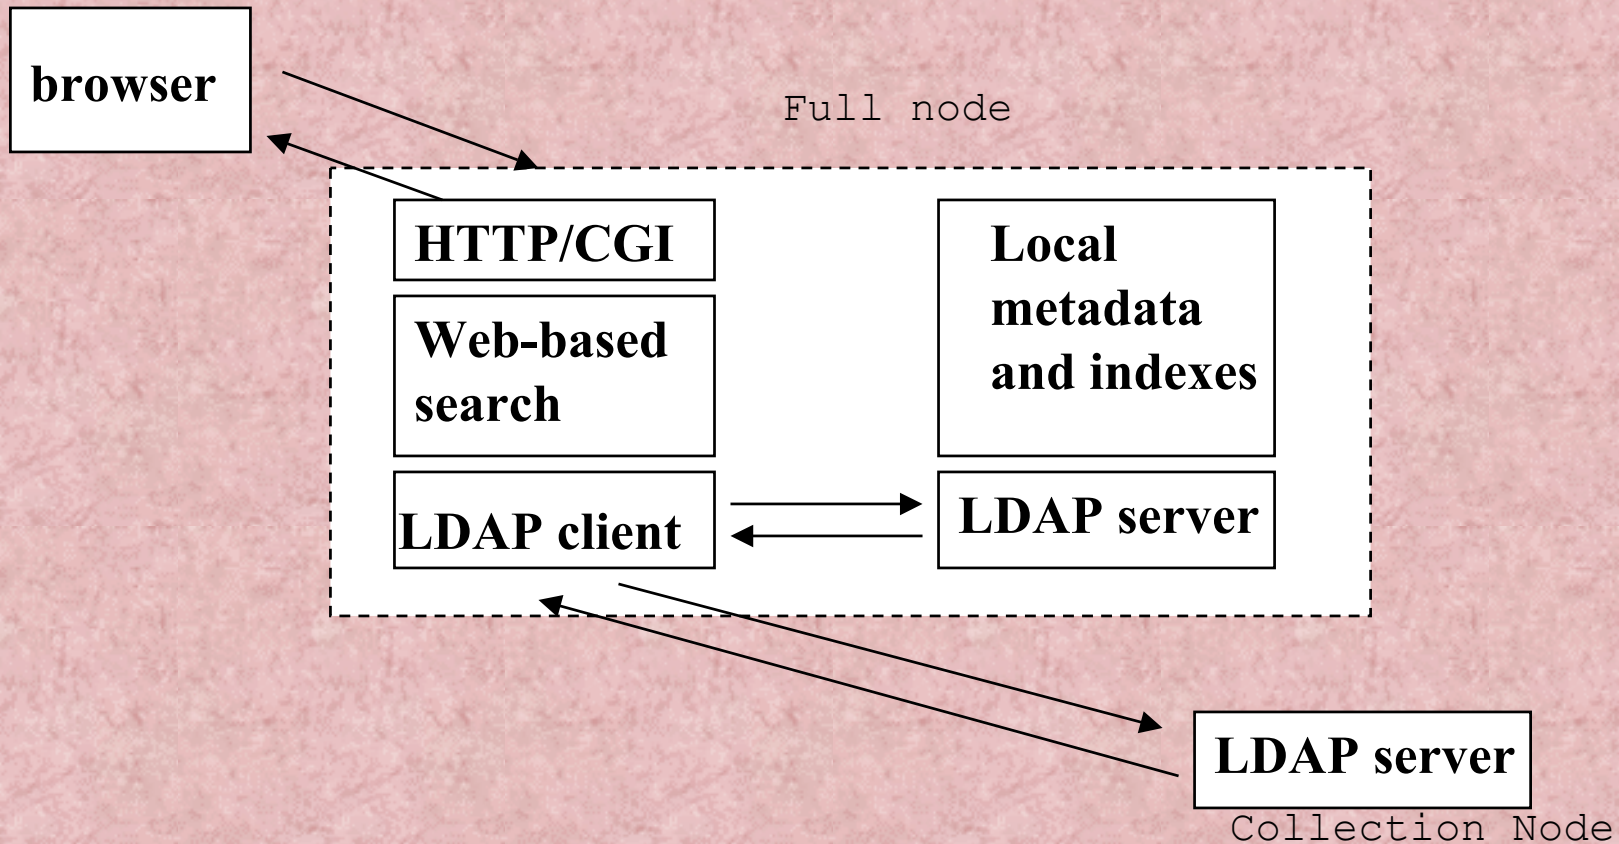 browser
Full node
HTTP/CGI
Web-based
search
LDAP client
Local
metadata
and indexes
LDAP server
LDAP server
Collection Node